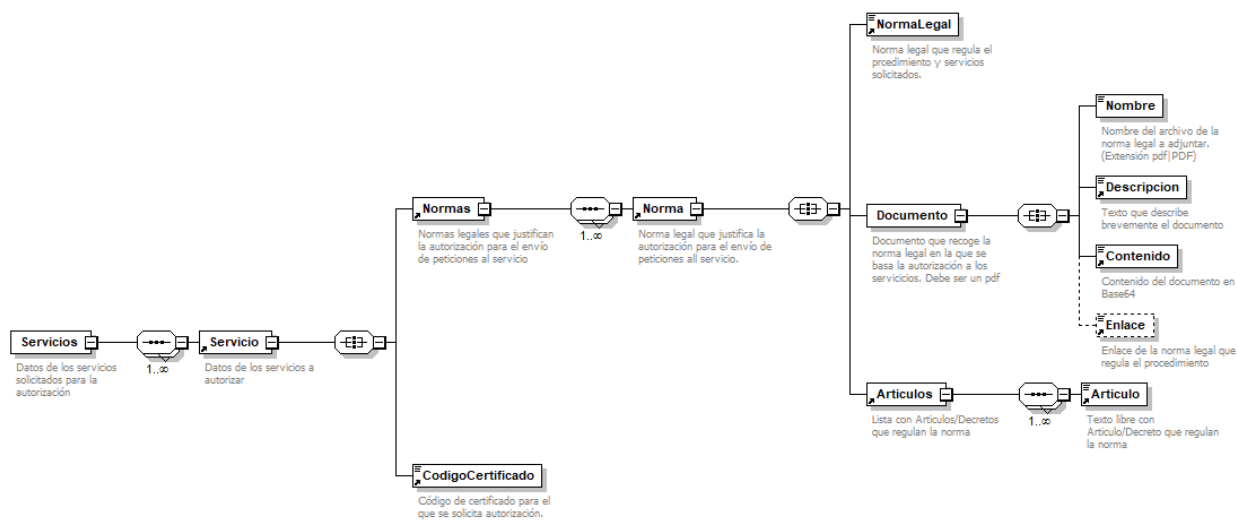 Servicios
Datos de los servicios
solicitados para la
autorización
1..∞
Servicio
Datos de los servicios a
autorizar
Normas
Normas legales que justifican
la autorización para el envío
de peticiones al servicio
1..∞
Norma
Norma legal que justifica la
autorización para el envío de
peticiones all servicio.
NormaLegal
Norma legal que regula el
prcedimiento y servicios
solicitados.
Documento
Documento que recoge la
norma legal en la que se
basa la autorización a los
servicicios. Debe ser un pdf
Nombre
Nombre del archivo de la
norma legal a adjuntar.
(Extensión pdf|PDF)
Descripcion
Texto que describe
brevemente el documento
Contenido
Contenido del documento en
Base64
Enlace
Enlace de la norma legal que
regula el procedimiento
Articulos
Lista con Articulos/Decretos
que regulan la norma
1..∞
Articulo
Texto libre con
Articulo/Decreto que regulan
la norma
CodigoCertificado
Código de certificado para el
que se solicita autorización.